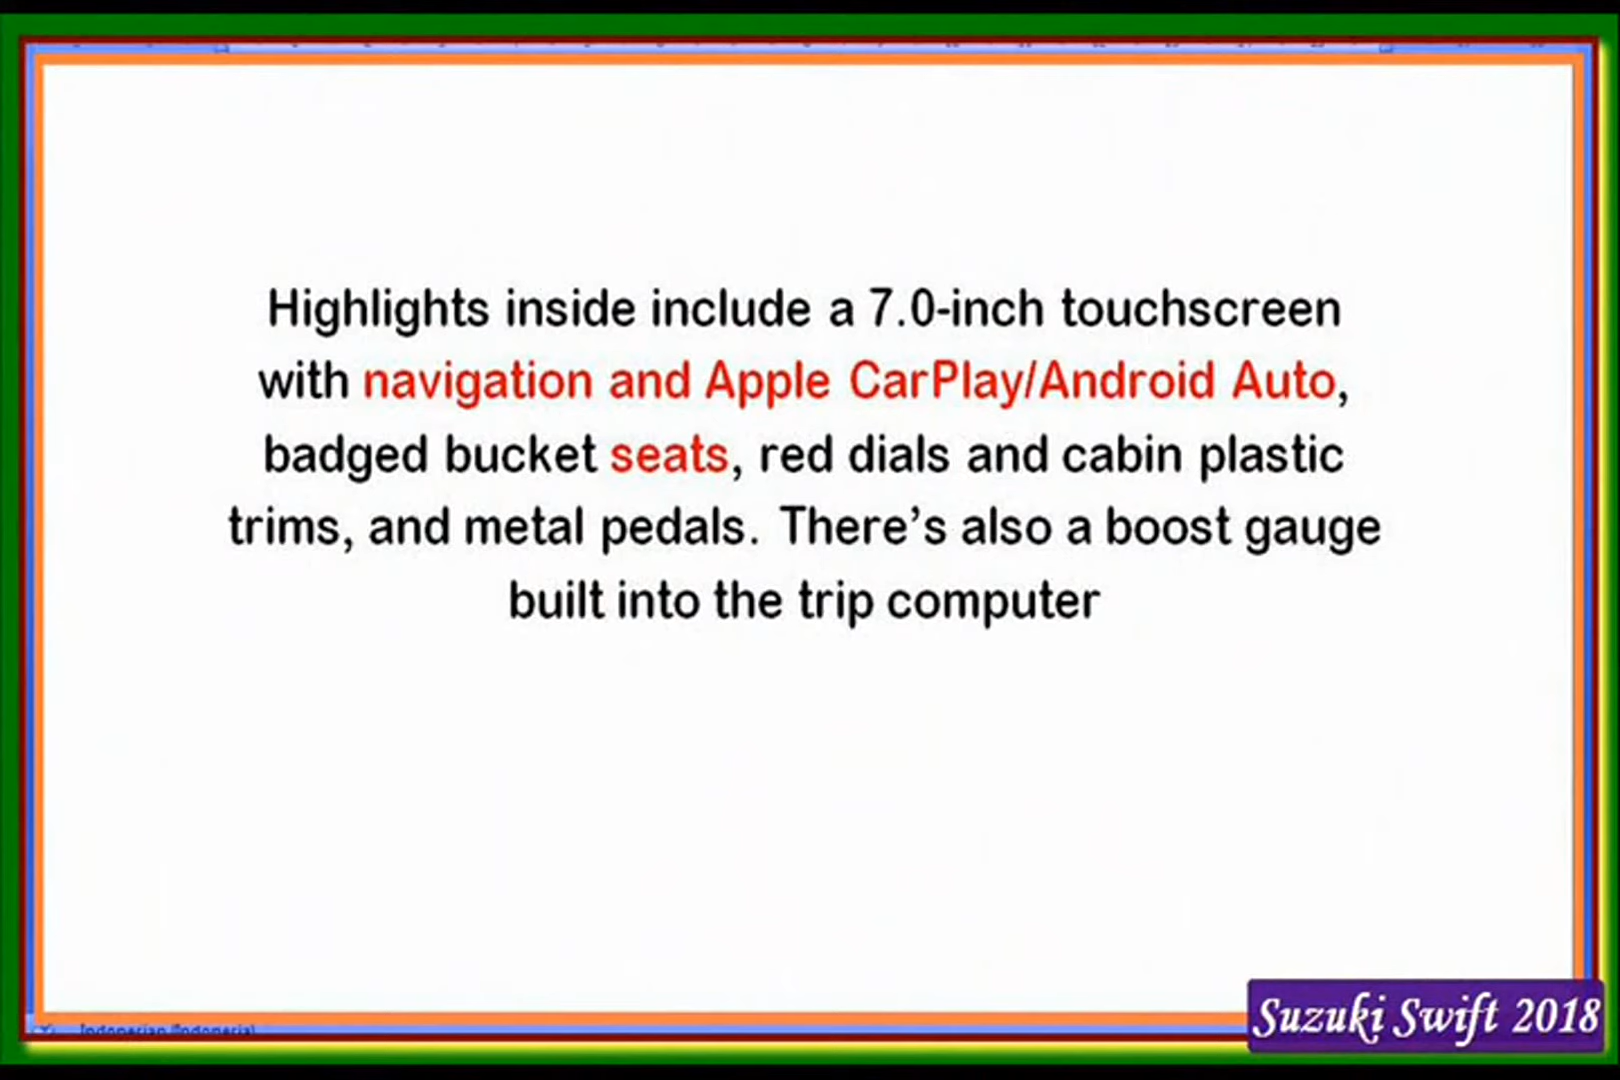 Highlights inside include a 7.0-inch touchscreen
with navigation and Apple CarPlay/Android Auto,
badged bucket seats, red dials and cabin plastic
trims, and metal pedals. There’s also a boost gauge
built into the trip computer
Indonesian (Indonesia)
Suzuki Swift 2018